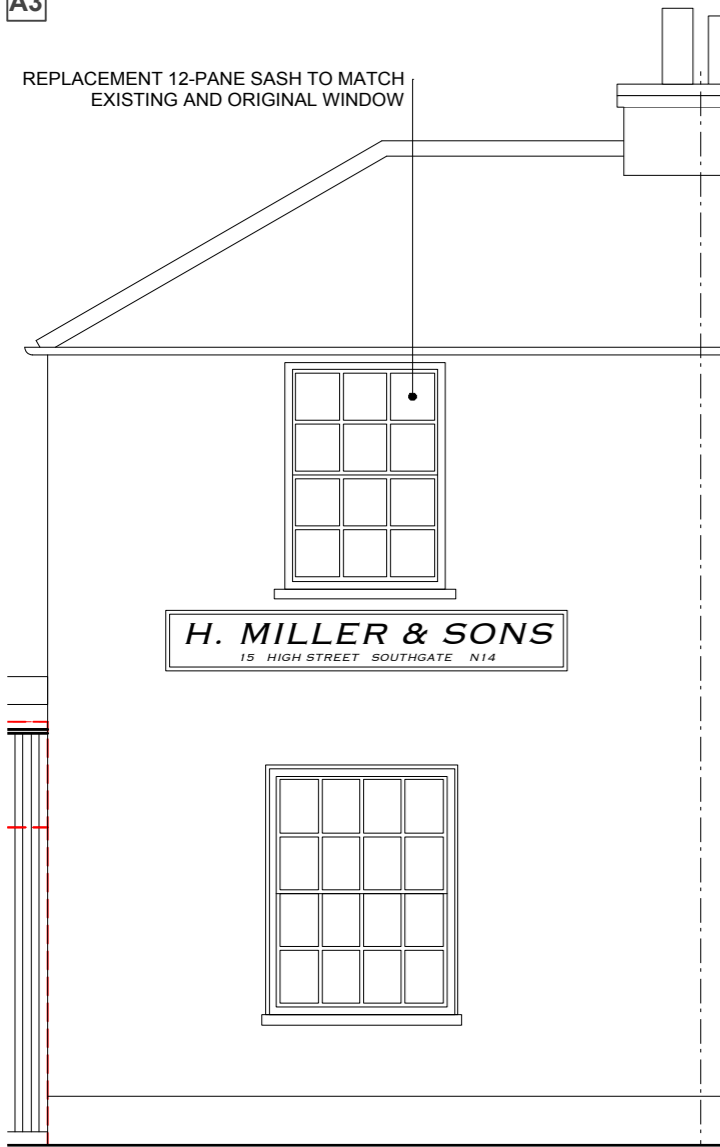 A3
REPLACEMENT 12-PANE SASH TO MATCH
EXISTING AND ORIGINAL WINDOW
H. MILLER & SONS
15 HIGH STREET SOUTHGATE N14